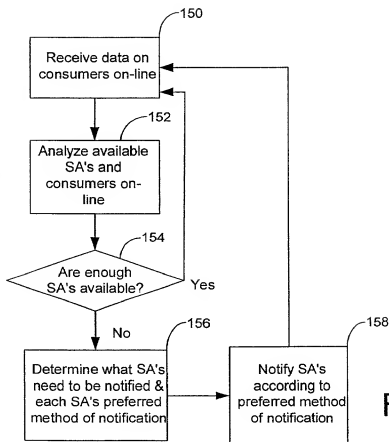 150
Receive data on
consumers on-line
152
Analyze available
SA's and
consumers on-
line
154
Are enough
SA's available?
Yes
No
156
Determine what SA's
need to be notified &
each SA's preferred
method of notification
158
Notify SA's
according to
preferred method
of notification
F